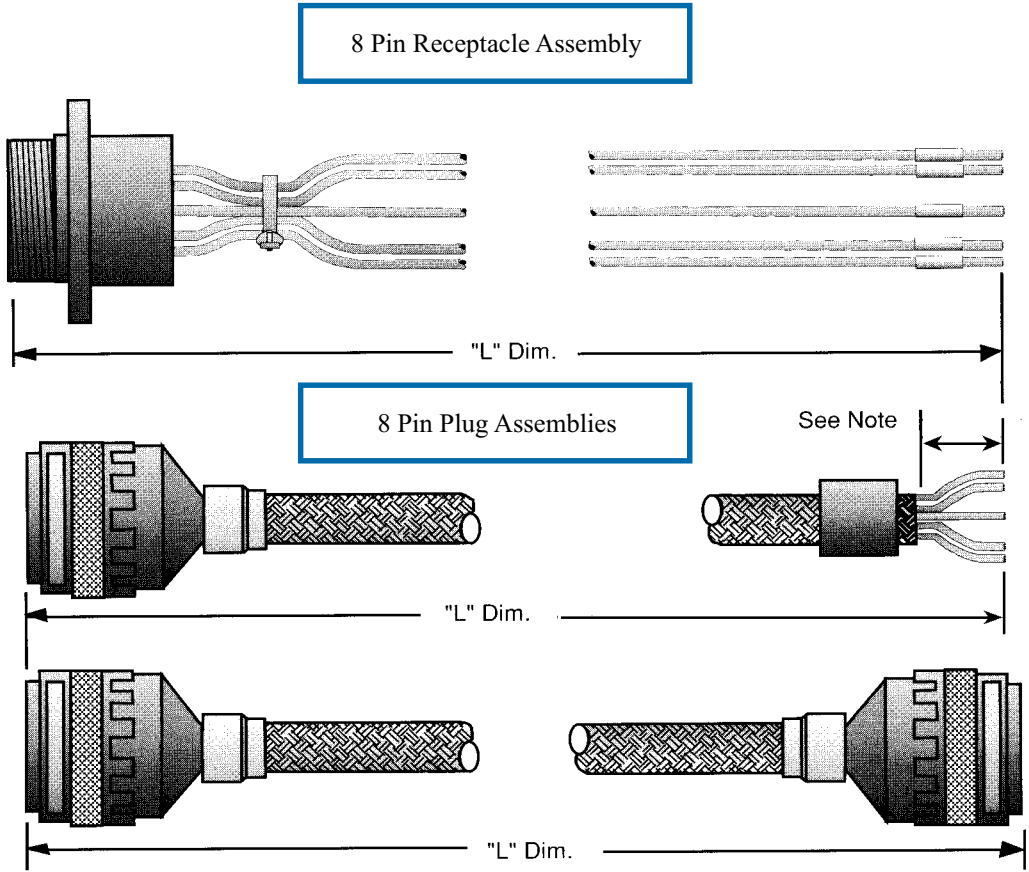 8 Pin Receptacle Assembly
"L" Dim.
8 Pin Plug Assemblies
See Note
"L" Dim.
"L" Dim.